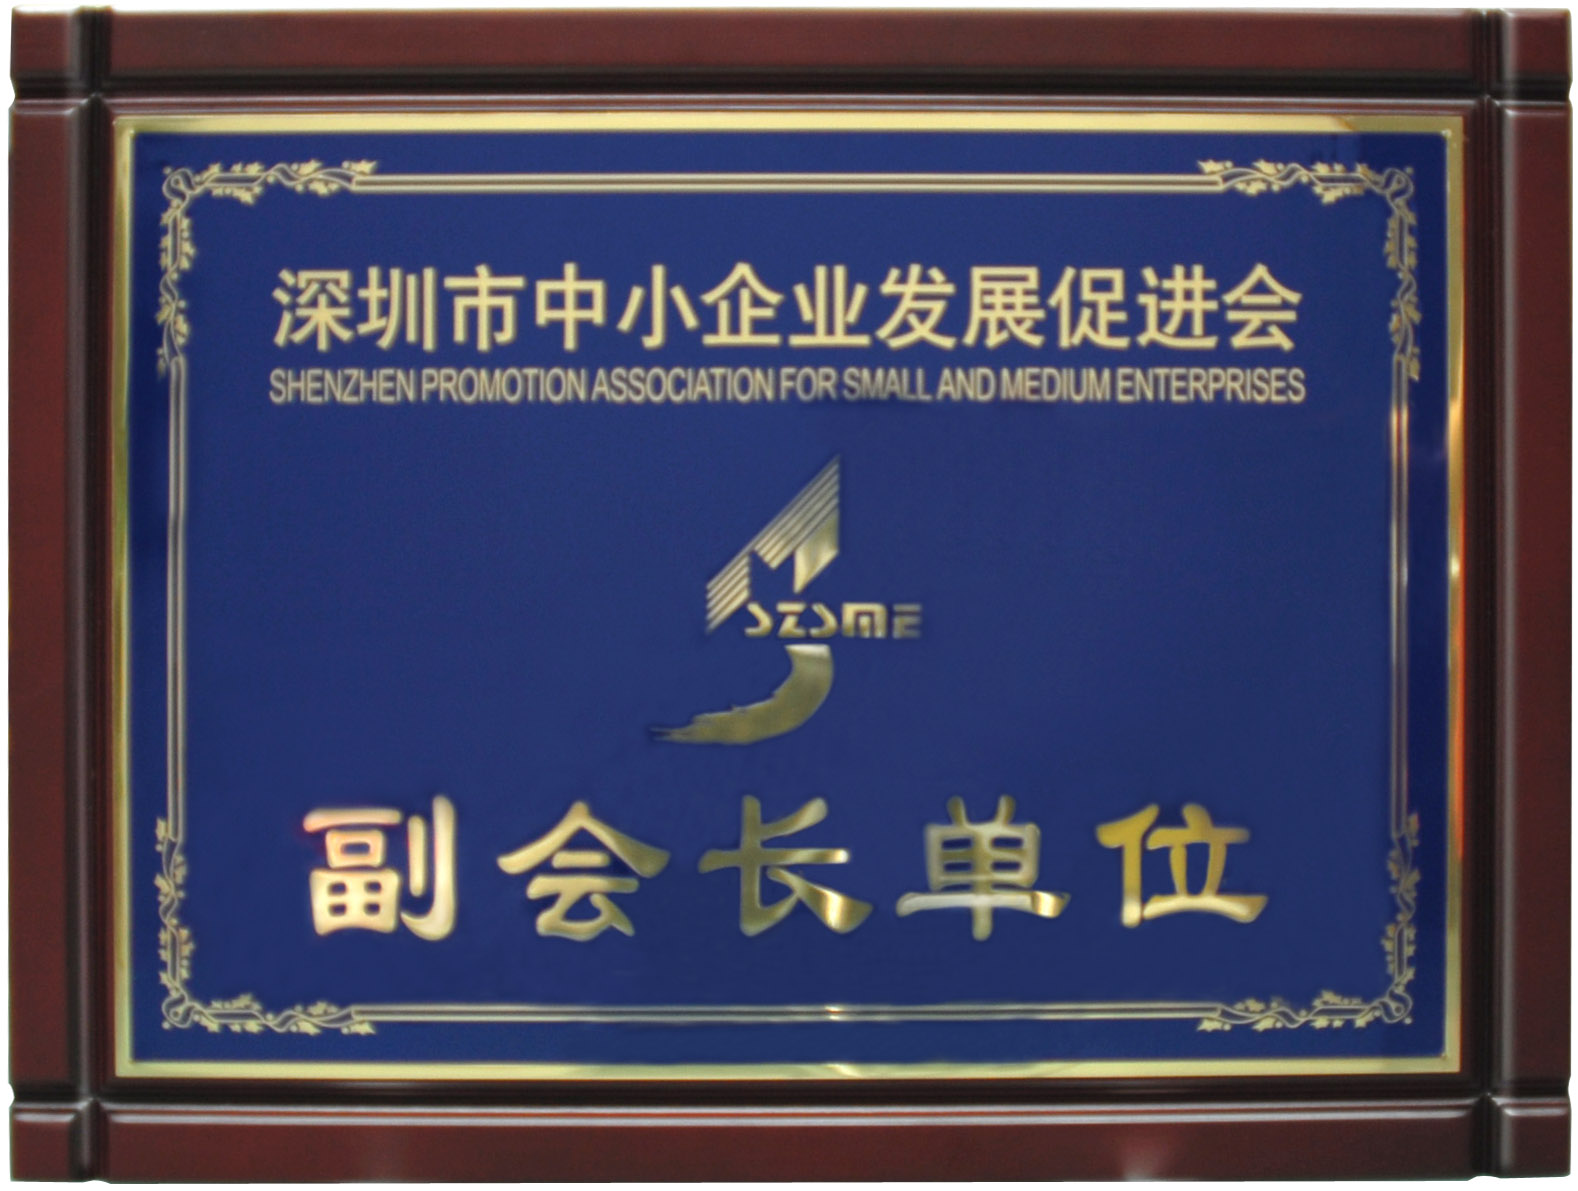 深圳市中小企业发展促进会
SHENZHEN PROMOTION ASSOCIATION FOR SMALL AND MEDIUM ENTERPRISES
SZSME
副会长单位